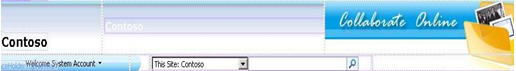 Contoso
Collaborate Online
Contoso
Welcome System Account
This Site: Contoso